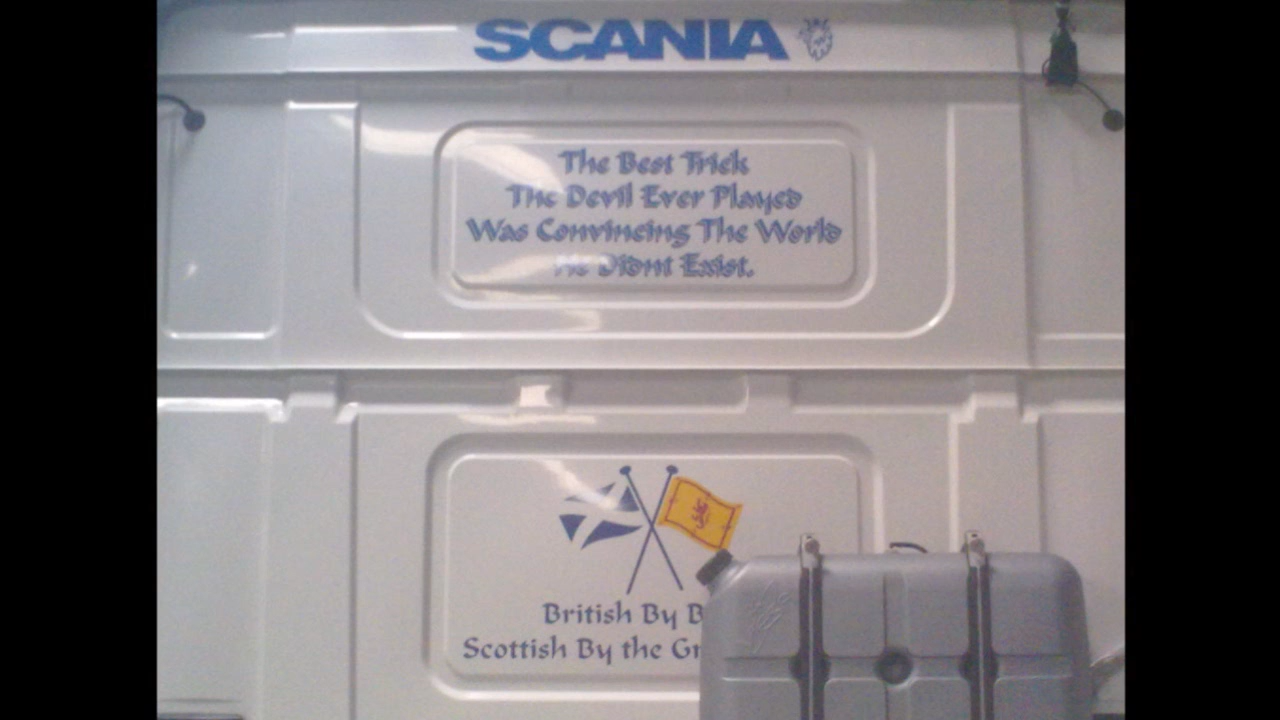 SCANIA
The Best Trick
The Devil Ever Played
Was Convincing The World
He Didnt Exist.
British By B
Scottish By the Gr